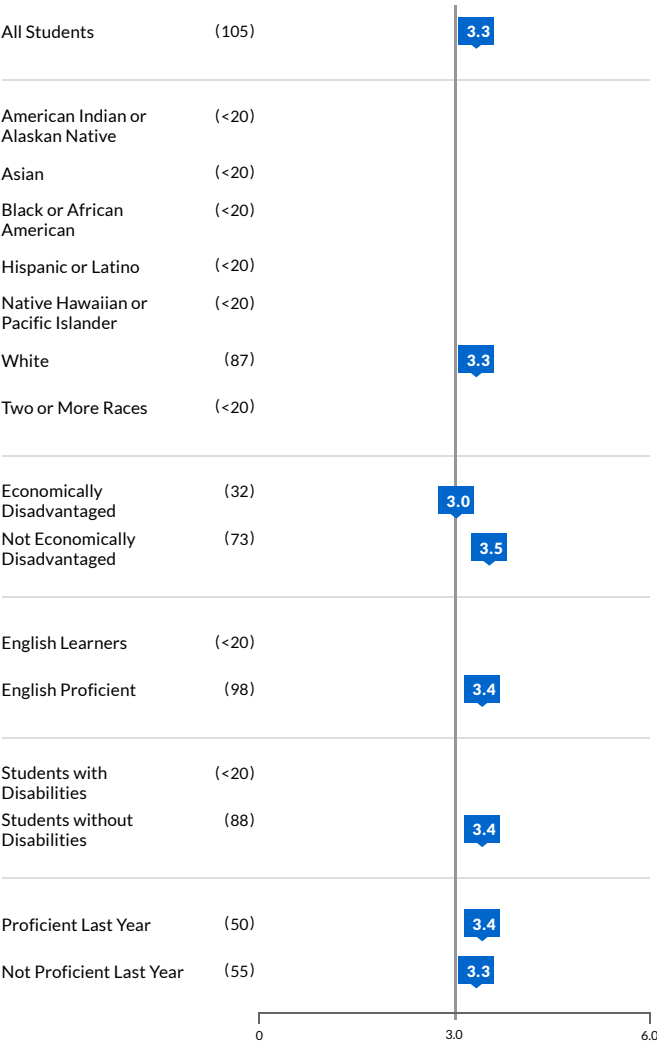 All Students (105) 3.3
American Indian or (<20)
Alaskan Native
Asian (<20)
Black or African (<20)
American
Hispanic or Latino (<20)
Native Hawaiian or (<20)
Pacific Islander
White (87) 3.3
Two or More Races (<20)
Economically (32) 3.0
Disadvantaged
Not Economically (73) 3.5
Disadvantaged
English Learners (<20)
English Proficient (98) 3.4
Students with (<20)
Disabilities
Students without (88) 3.4
Disabilities
Proficient Last Year (50) 3.4
Not Proficient Last Year (55) 3.3
0 3.0 6.0